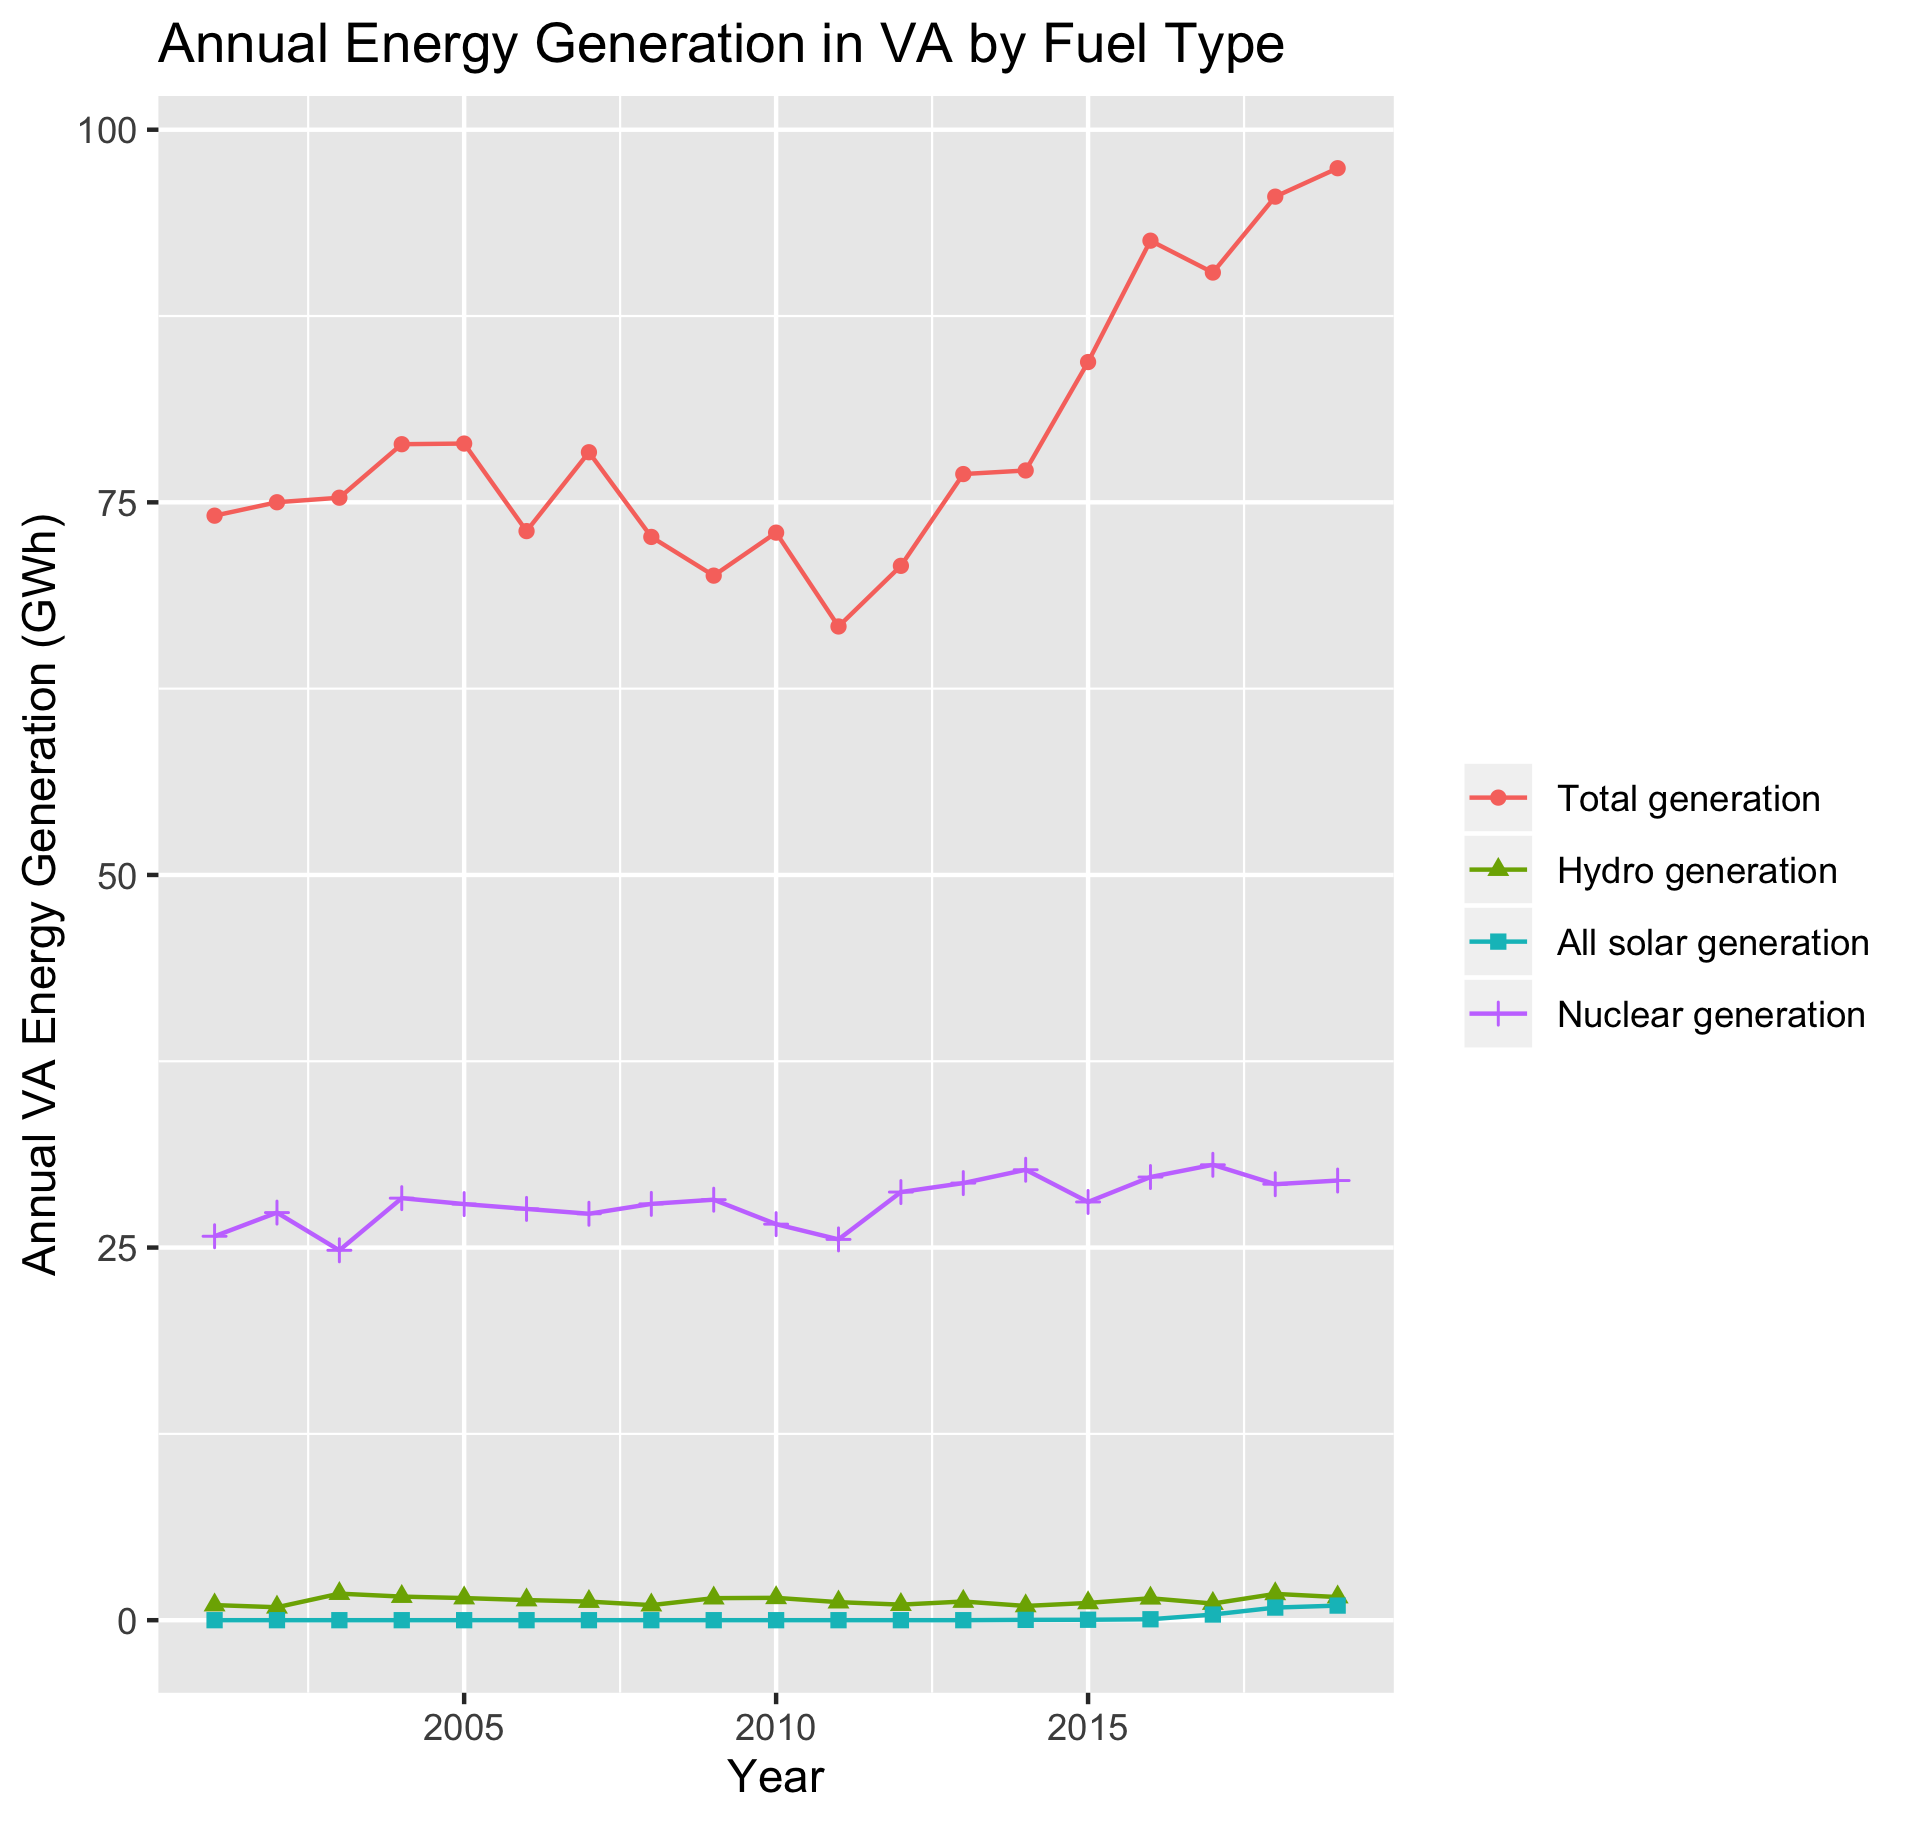 Annual Energy Generation in VA by Fuel Type
Annual VA Energy Generation (GWh)
100
75
50
25
0
2005
2010
2015
Year
Total generation
Hydro generation
All solar generation
Nuclear generation